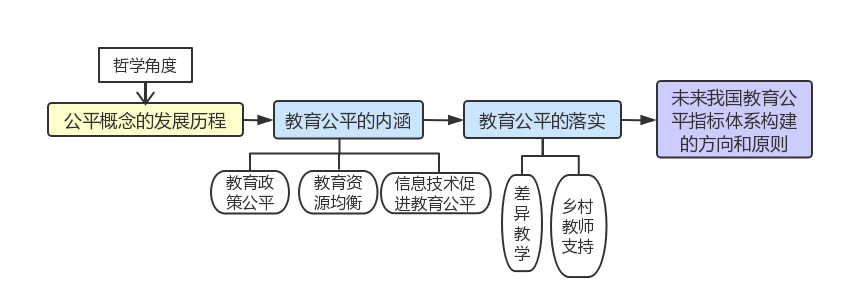 哲学角度
公平概念的发展历程
教育公平的内涵
教育公平的落实
未来我国教育公
平指标体系构建
的方向和原则
教育政
策公平
教育资
源均衡
信息技术促
进教育公平
差
异
教
学
乡村
教师
支持